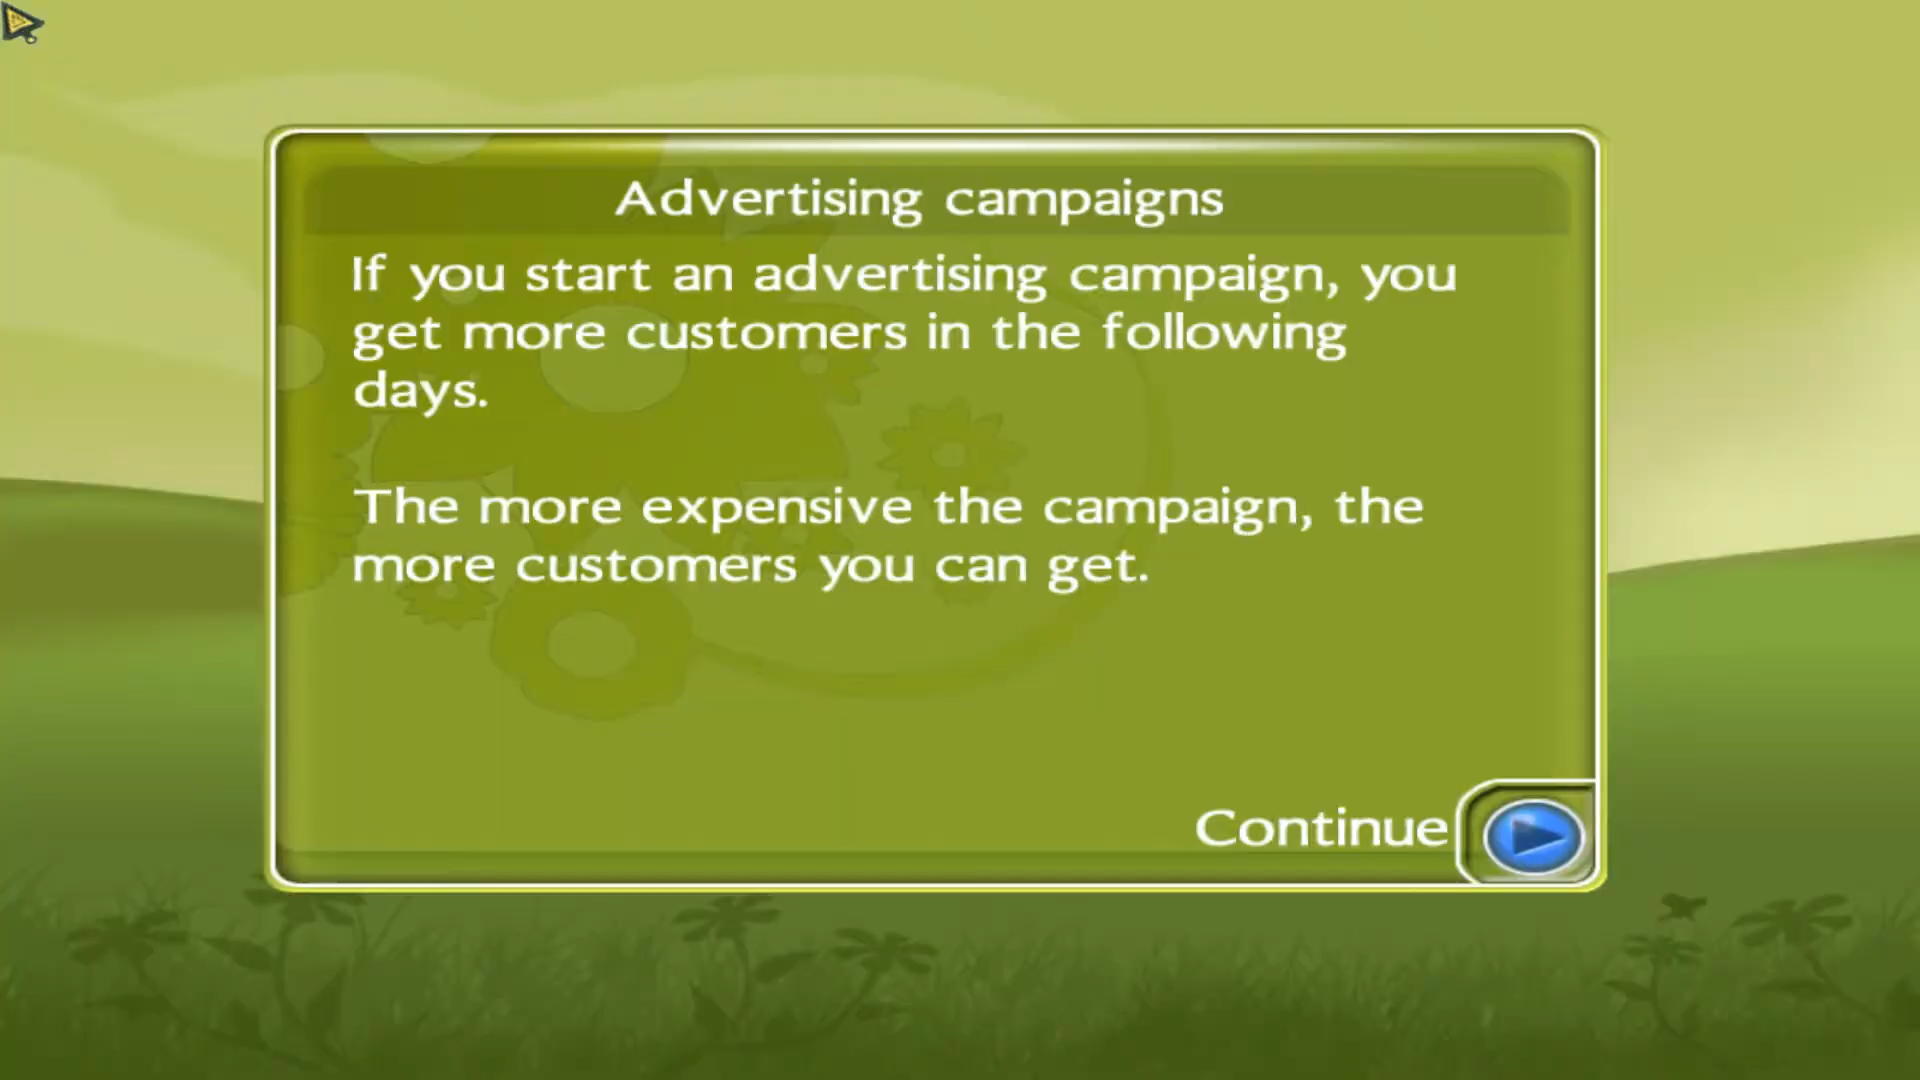 Advertising campaigns
If you start an advertising campaign, you
get more customers in the following
days.
The more expensive the campaign, the
more customers you can get.
Continue